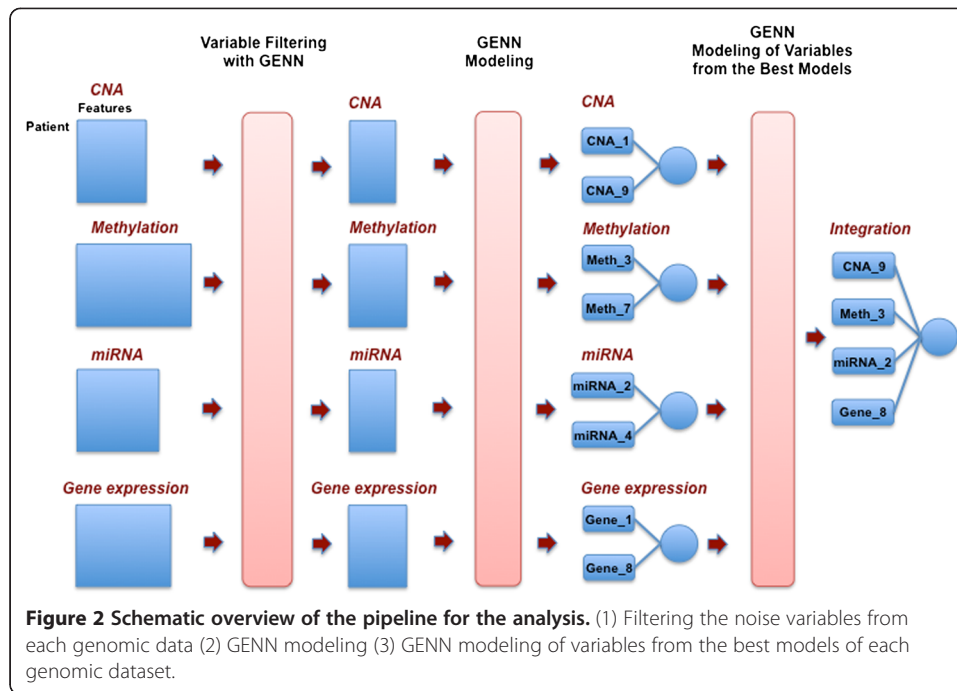 Variable Filtering
with GENN
GENN
Modeling
GENN
Modeling of Variables
from the Best Models
CNA
Features
Patient
CNA
CNA
CNA_1
CNA_9
Methylation
Methylation
Methylation
Meth_3
Meth_7
miRNA
miRNA
miRNA
miRNA_2
miRNA_4
Gene expression
Gene expression
Gene expression
Gene_1
Gene_8
Integration
CNA_9
Meth_3
miRNA_2
Gene_8
Figure 2 Schematic overview of the pipeline for the analysis. (1) Filtering the noise variables from
each genomic data (2) GENN modeling (3) GENN modeling of variables from the best models of each
genomic dataset.